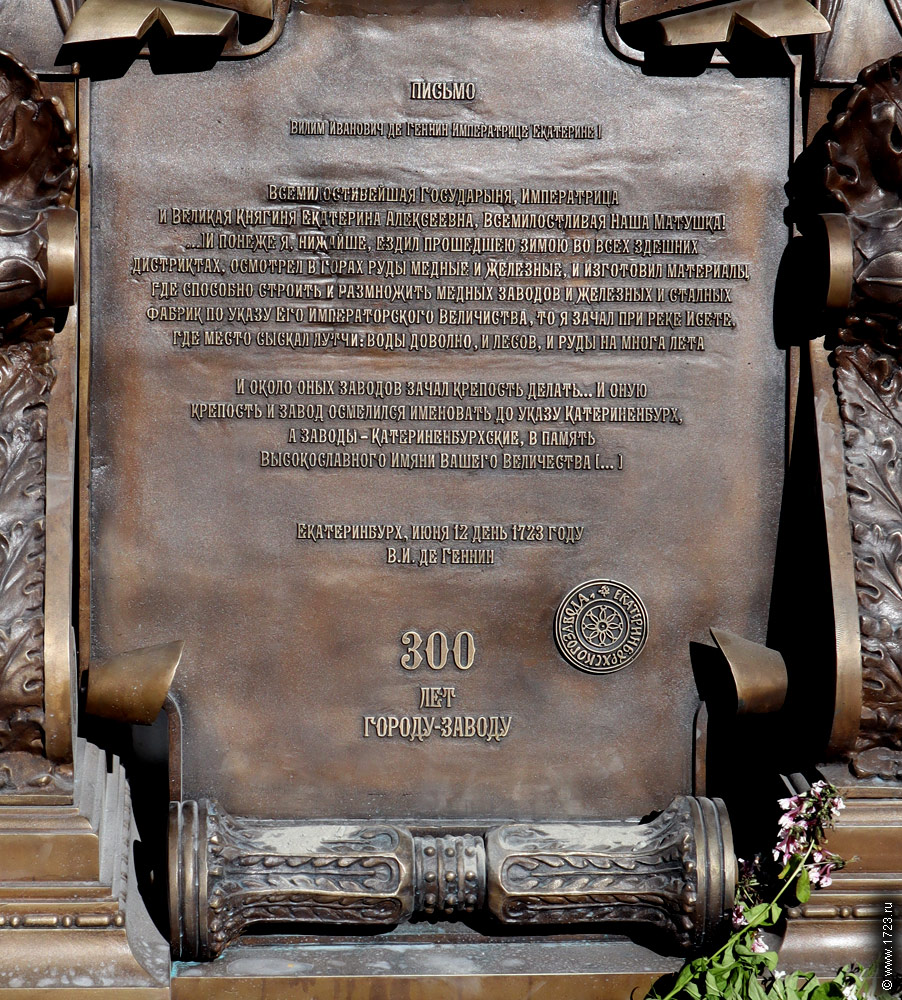 ПИСЬМО
ВИЛИМ ИВАНОВИЧ ДЕ ГЕННИН ИМПЕРАТРИЦЕ ЕКАТЕРИНЕ I
ВСЕМИЛОСТИВЕЙШАЯ ГОСУДАРЫНЯ, ИМПЕРАТРИЦА
И ВЕЛИКАЯ КНЯГИНЯ ЕКАТЕРИНА АЛЕКСЕЕВНА, ВСЕМИЛОСТЛИВАЯ НАША МАТУШКА!
...И ПОНЕЖЕ Я, НИЖАЙШЕ, ЕЗДИЛ ПРОШЕДШЕЮ ЗИМОЮ ВО ВСЕХ ЗДЕШНИХ
ДИСТРИКТАХ, ОСМОТРЕЛ В ГОРАХ РУДЫ МЕДНЫЕ И ЖЕЛЕЗНЫЕ, И ИЗГОТОВИЛ МАТЕРИАЛЫ
ГДЕ СПОСОБНО СТРОИТЬ И РАЗМНОЖИТЬ МЕДНЫХ ЗАВОДОВ И ЖЕЛЕЗНЫХ И СТАЛНЫХ
ФАБРИК ПО УКАЗУ ЕГО ИМПЕРАТОРСКОГО ВЕЛИЧИСТВА, ТО Я ЗАЧАЛ ПРИ РЕКЕ ИСЕТЕ,
ГДЕ МЕСТО СЫСКАЛ ЛУТЧИ: ВОДЫ ДОВОЛНО, И ЛЕСОВ, И РУДЫ НА МНОГА ЛЕТА
И ОКОЛО ОНЫХ ЗАВОДОВ ЗАЧАЛ КРЕПОСТЬ ДЕЛАТЬ... И ОНУЮ
КРЕПОСТЬ И ЗАВОД ОСМЕЛИЛСЯ ИМЕНОВАТЬ ДО УКАЗУ КАТЕРИНЕНБУРХ,
А ЗАВОДЫ – КАТЕРИНЕНБУРХСКИЕ, В ПАМЯТЬ
ВЫСОКОСЛАВНОГО ИМЯНИ ВАШЕГО ВЕЛИЧЕСТВА [...]
ЕКАТЕРИНБУРХ, ИЮНЯ 12 ДЕНЬ 1723 ГОДУ
В.И. ДЕ ГЕННИН
ЕКАТЕРИНБУРХСКОГО ЗАВОДА
300
ЛЕТ
ГОРОДУ-ЗАВОДУ
© www.1723.ru